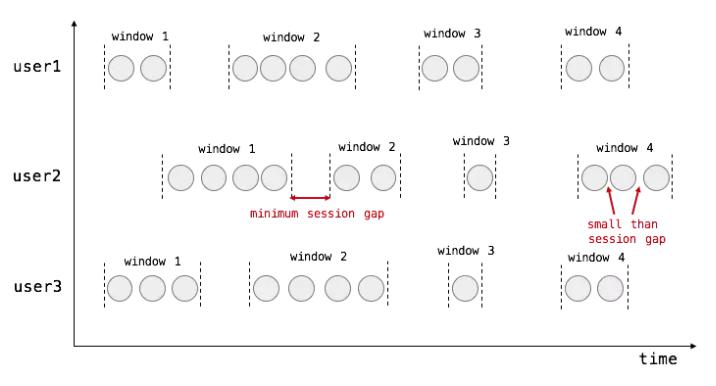 window 1
window 2
window 3
window 4
user1
window 1
window 2
window 3
window 4
user2
minimum session gap
small than
session gap
window 1
window 2
window 3
window 4
user3
time